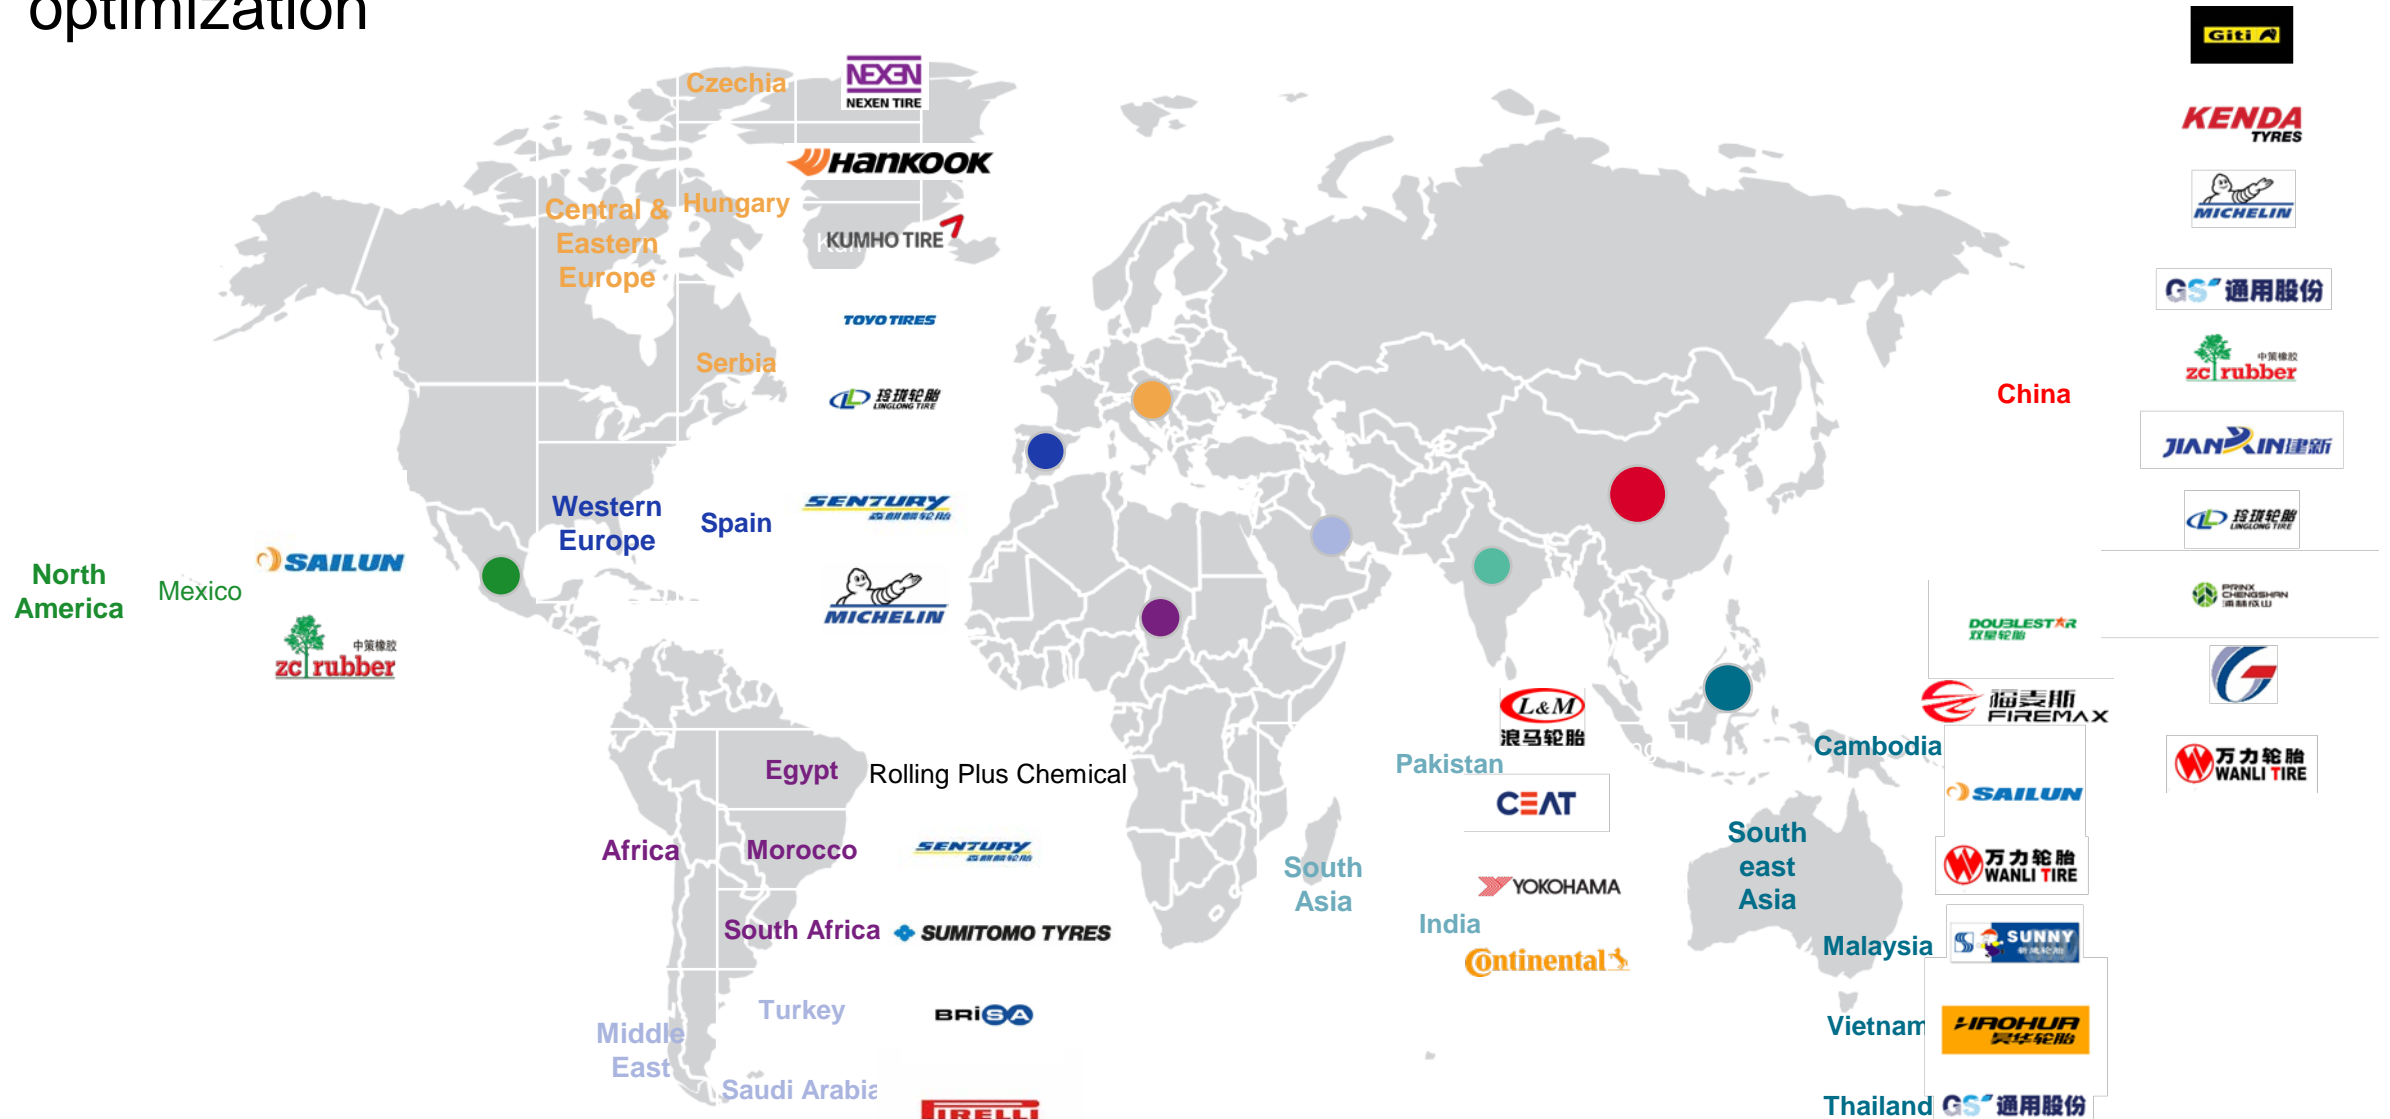 optimization
Czechia
NEXEN
NEXEN TIRE
HANKOOK
Central &
Eastern
Europe
Hungary
KUMHO TIRE
TOYO TIRES
Serbia
玲珑轮胎
LINGLONG TIRE
Western
Europe
Spain
SENTURY
森麒麟轮胎
MICHELIN
North
America
Mexico
SAILUN
中策橡胶
zc rubber
Egypt
Rolling Plus Chemical
Africa
Morocco
SENTURY
森麒麟轮胎
South Africa
SUMITOMO TYRES
Middle
East
Turkey
BRiSA
Saudi Arabia
PIRELLI
South
Asia
Pakistan
L&M
浪马轮胎
CEAT
YOKOHAMA
India
Continental
South
east
Asia
Cambodia
DOUBLESTAR
双星轮胎
福麦斯
FIREMAX
SAILUN
万力轮胎
WANLI TIRE
Malaysia
SUNNY
Vietnam
HAOHUA
昊华轮胎
Thailand
GS 通用股份
China
Giti
KENDA
TYRES
MICHELIN
GS 通用股份
中策橡胶
zc rubber
JIANXIN建新
玲珑轮胎
LINGLONG TIRE
PRINX
CHENGSHAN
浦林成山
万力轮胎
WANLI TIRE